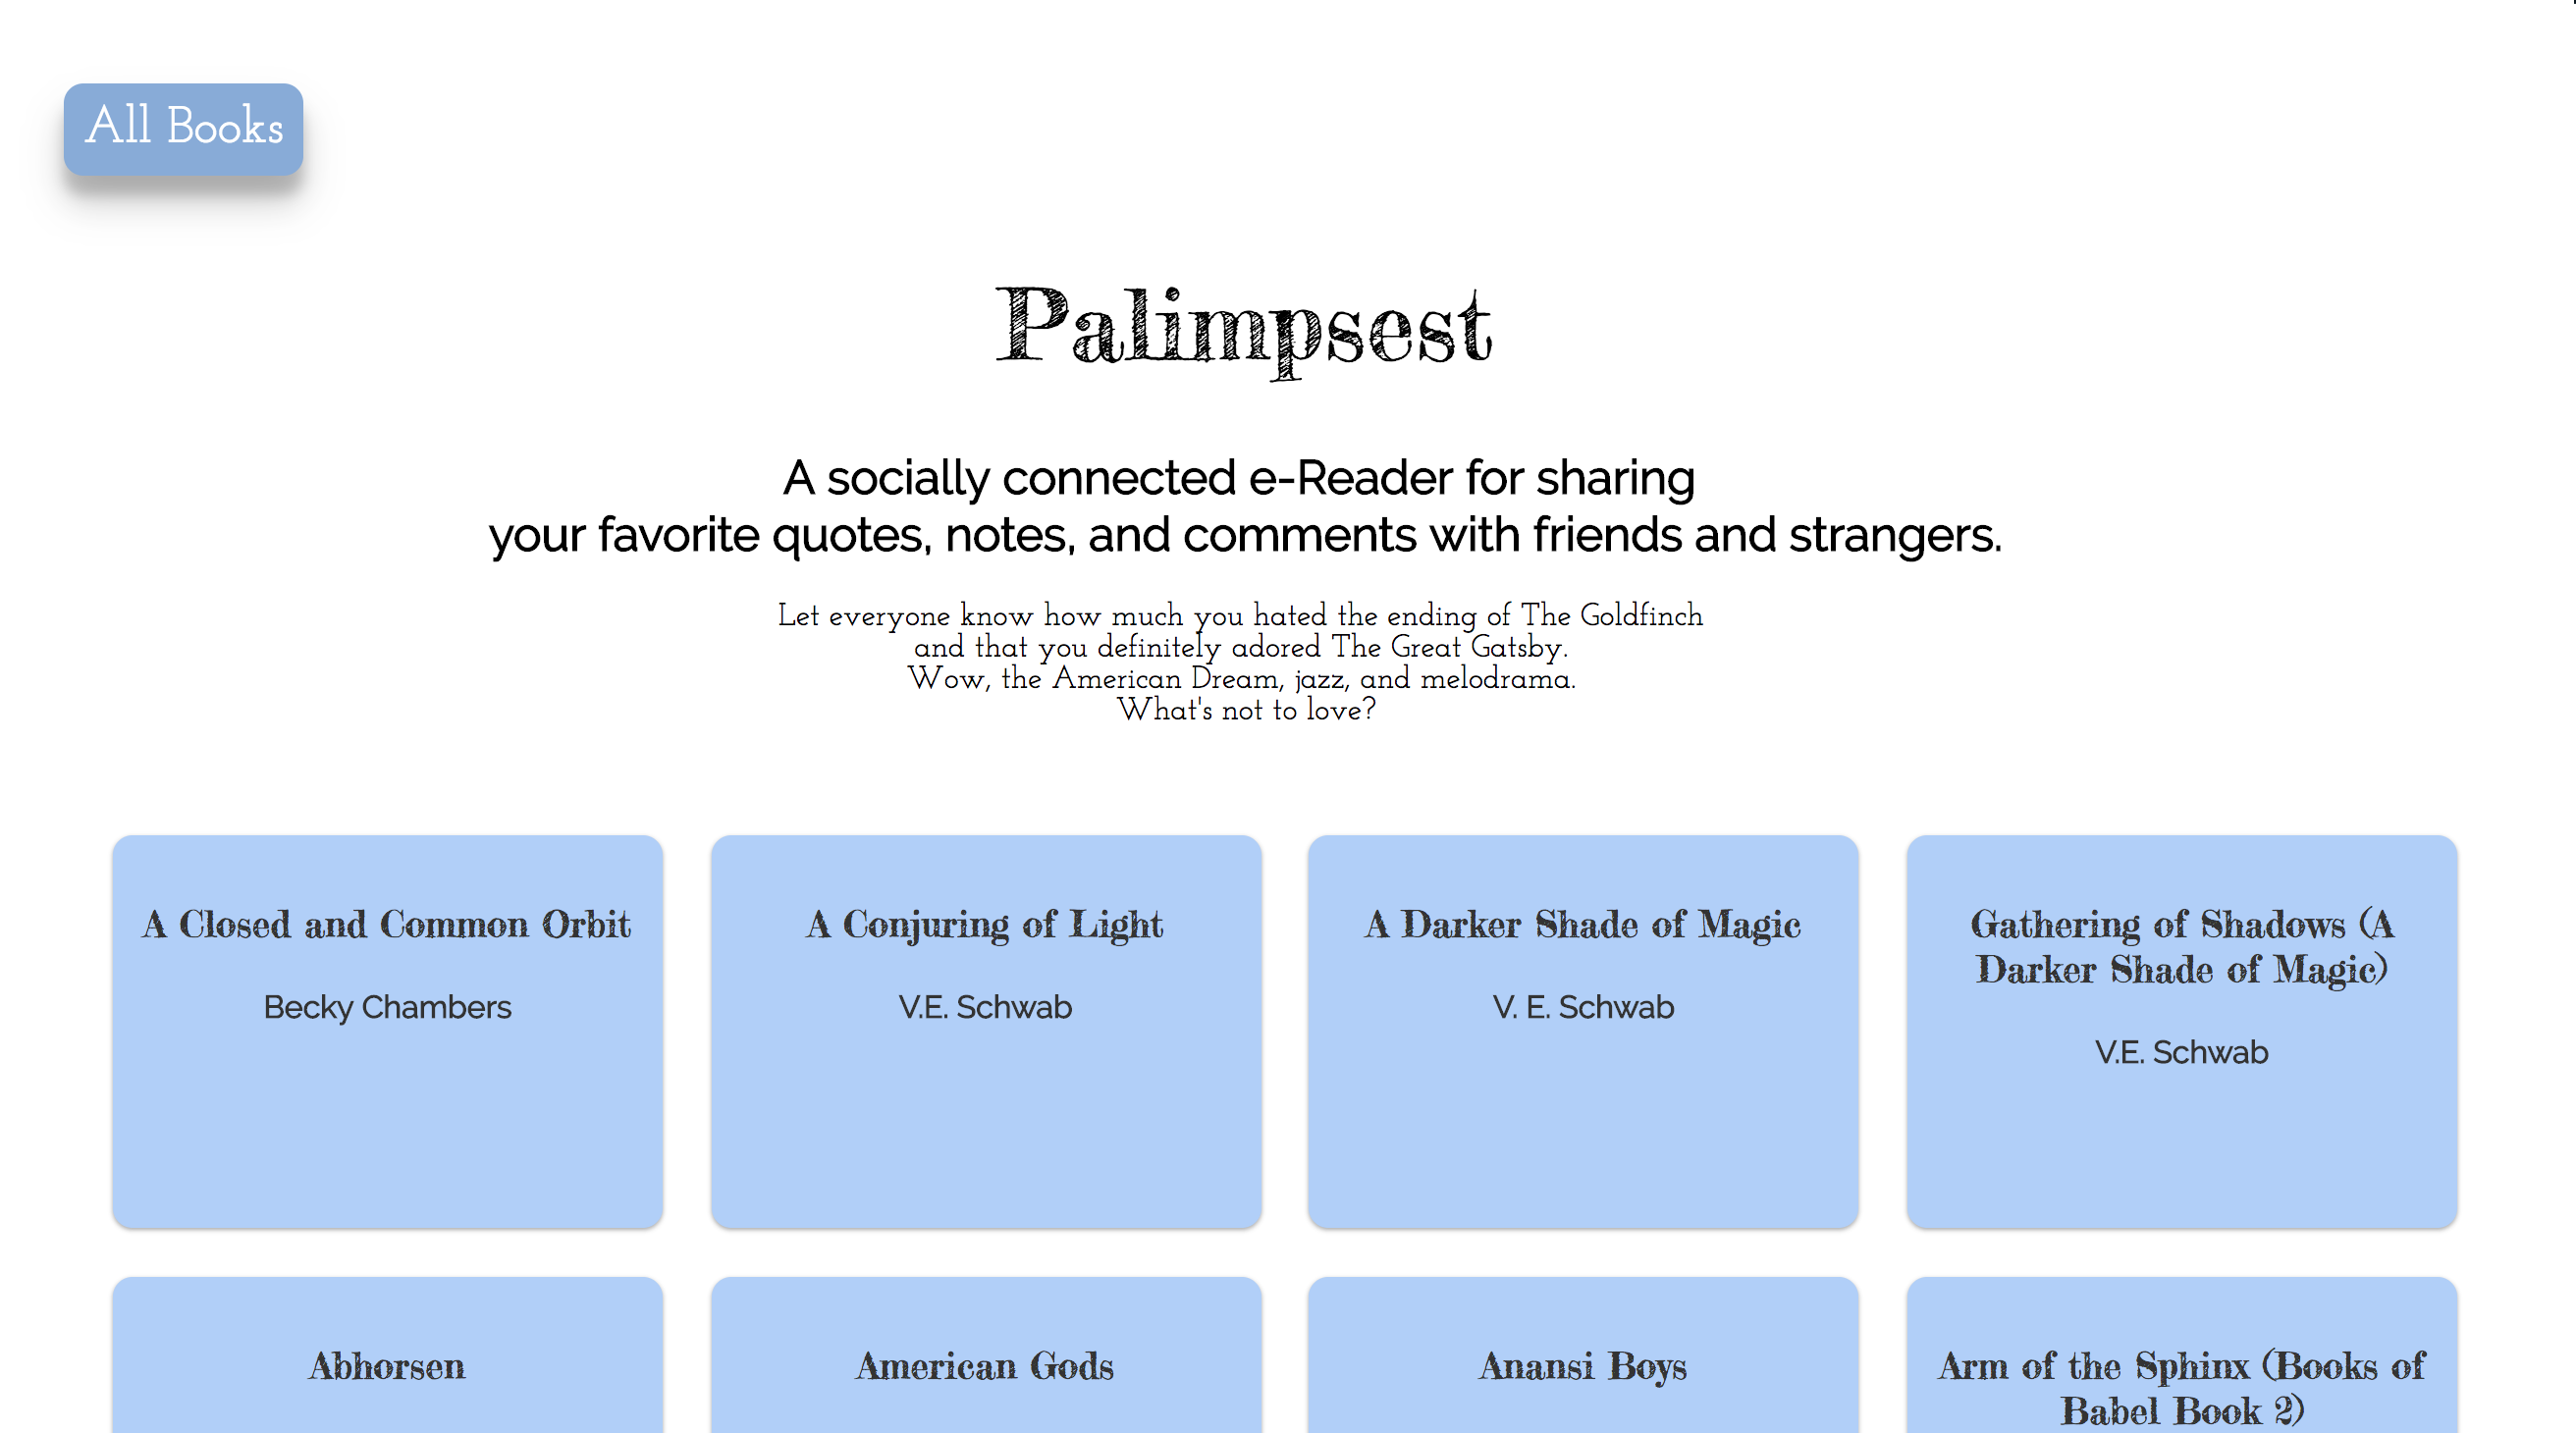 All Books
Palimpsest
A socially connected e-Reader for sharing
your favorite quotes, notes, and comments with friends and strangers.
Let everyone know how much you hated the ending of The Goldfinch
and that you definitely adored The Great Gatsby.
Wow, the American Dream, jazz, and melodrama.
What's not to love?
A Closed and Common Orbit
Becky Chambers
A Conjuring of Light
V.E. Schwab
A Darker Shade of Magic
V. E. Schwab
Gathering of Shadows (A
Darker Shade of Magic)
V.E. Schwab
Abhorsen
American Gods
Anansi Boys
Arm of the Sphinx (Books of
Babel Book 2)